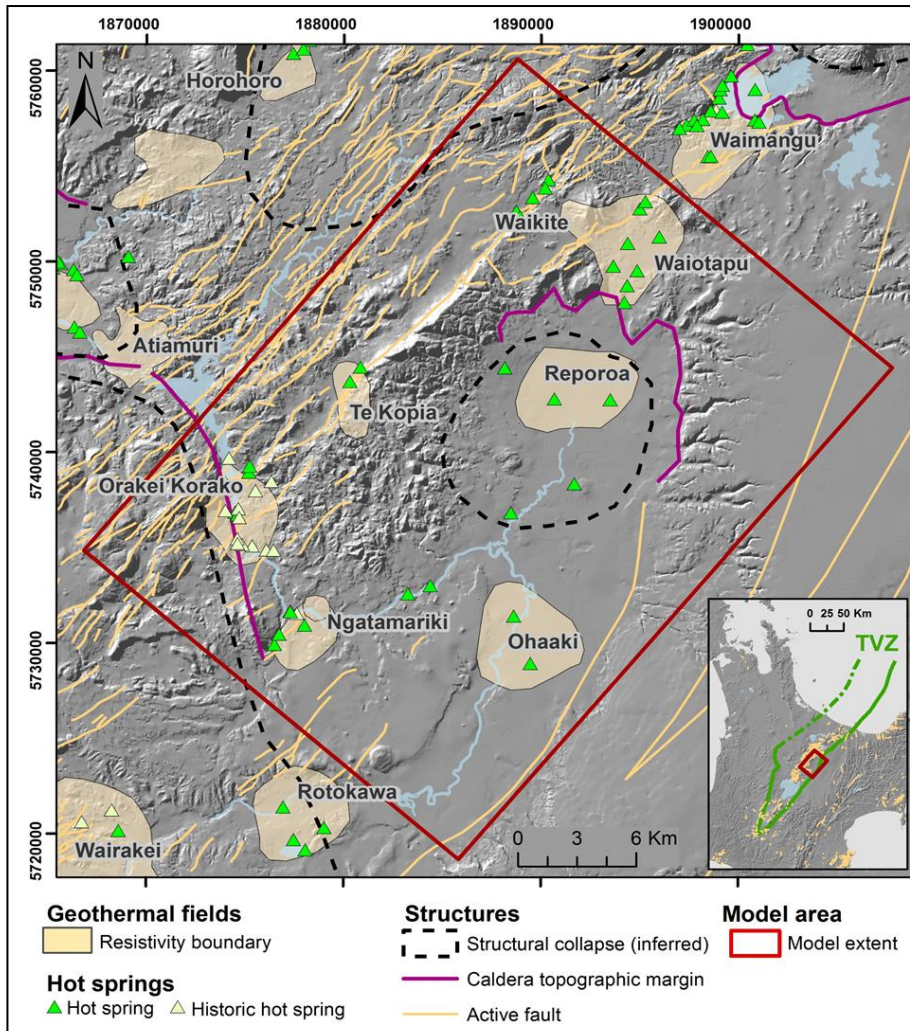 1870000 1880000 1890000 1900000
N
5760000
5750000
5740000
5730000
5720000
Horohoro
Waimangu
Waikite
Waiotapu
Atiamuri
Reporoa
Te Kopia
Orakei Korako
Ngatamariki
Ohaaki
Rotokawa
Wairakei
0 3 6 Km
0 25 50 Km
TVZ
Geothermal fields
Resistivity boundary
Hot springs
Hot spring
Historic hot spring
Structures
Structural collapse (inferred)
Caldera topographic margin
Active fault
Model area
Model extent